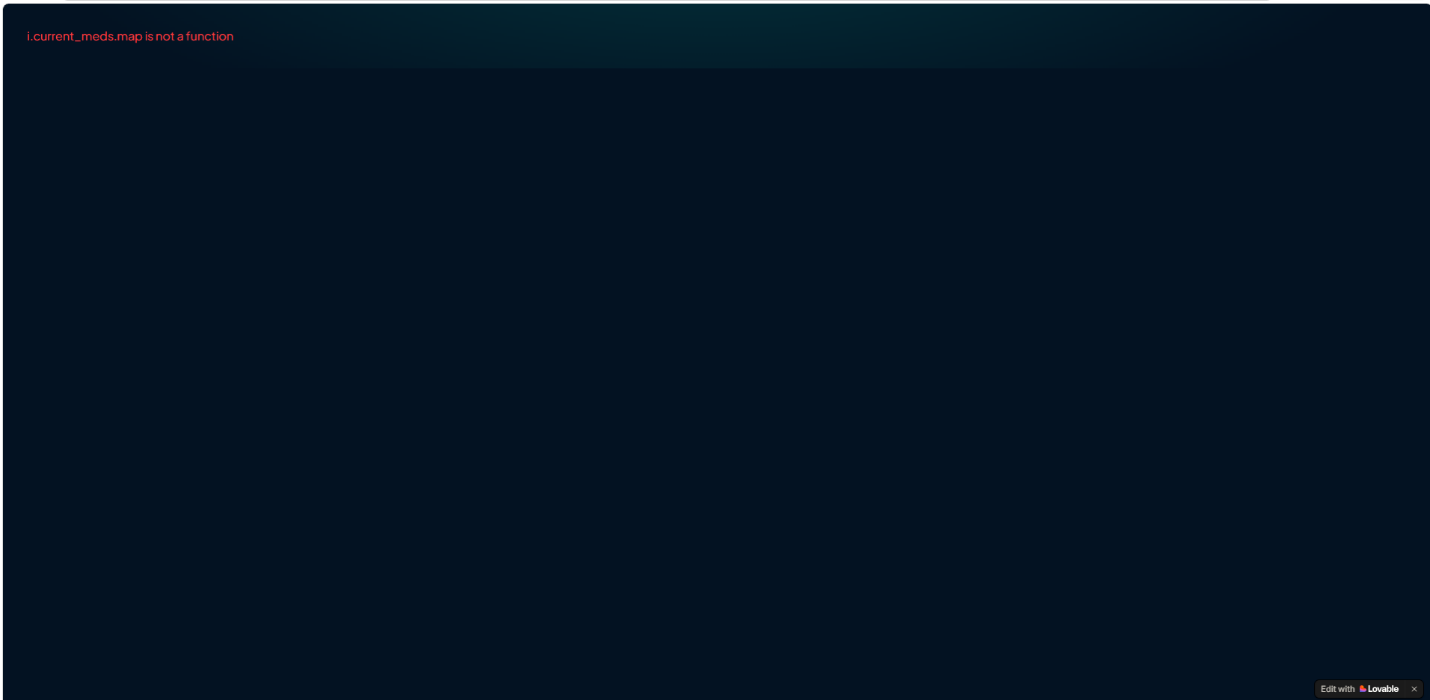 i.current_meds.map is not a function
Edit with Lovable ×